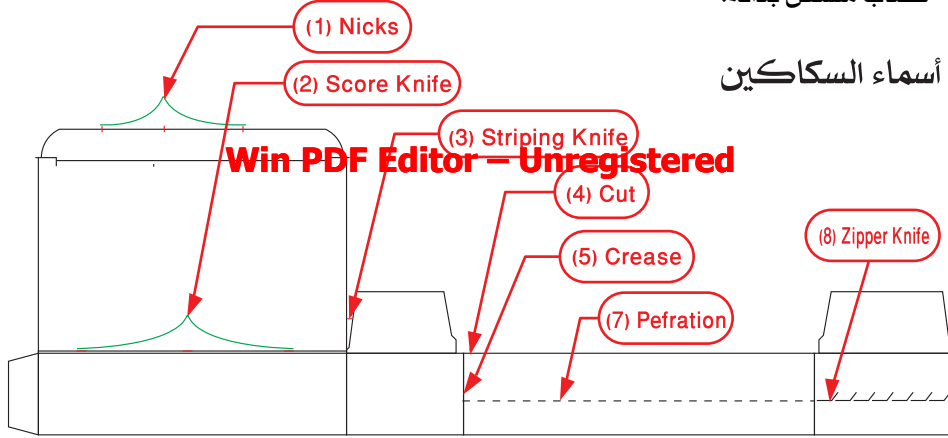 أسماء السكاكين
(1) Nicks
(2) Score Knife
(3) Striping Knife
Win PDF Editor – Unregistered
(4) Cut
(8) Zipper Knife
(5) Crease
(7) Pefration